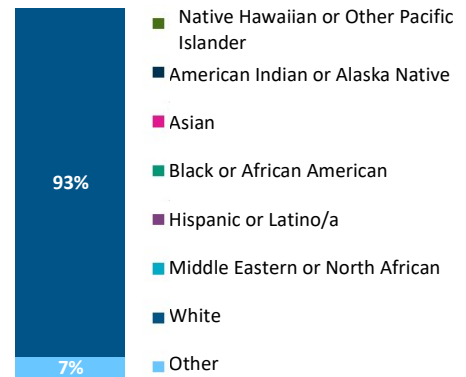 93%
7%
Native Hawaiian or Other Pacific
Islander
American Indian or Alaska Native
Asian
Black or African American
Hispanic or Latino/a
Middle Eastern or North African
White
Other